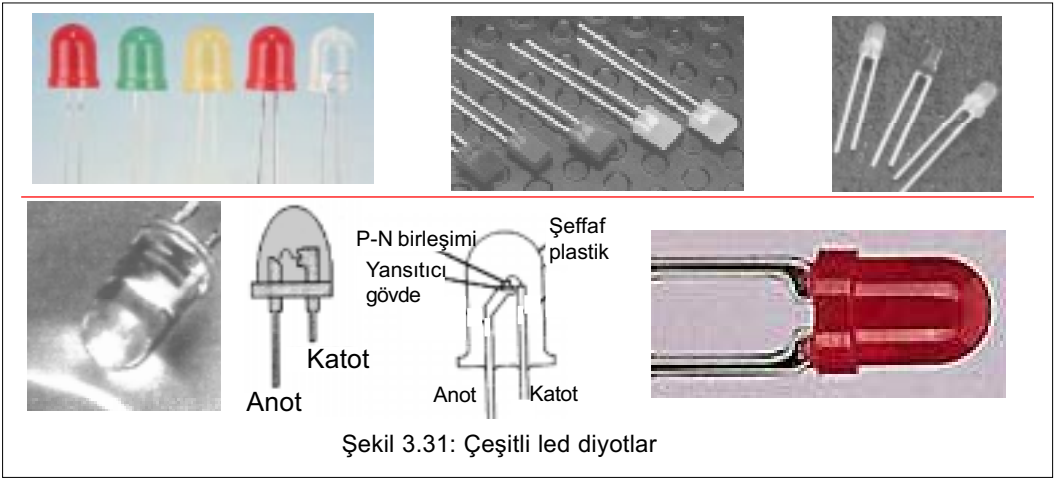 P-N birleşimi
Yansıtıcı
gövde
Şeffaf
plastik
Katot
Anot
Anot
Katot
Şekil 3.31: Çeşitli led diyotlar